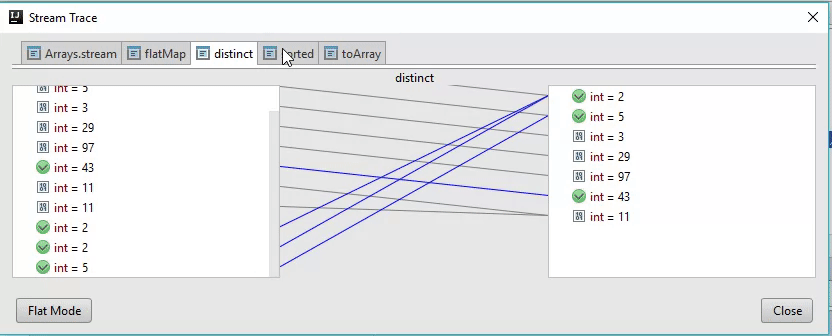 Stream Trace
Arrays.stream flatMap distinct toArray
distinct
int = 5
int = 3
int = 29
int = 97
int = 43
int = 11
int = 11
int = 2
int = 2
int = 5
int = 2
int = 5
int = 3
int = 29
int = 97
int = 43
int = 11
Flat Mode
Close